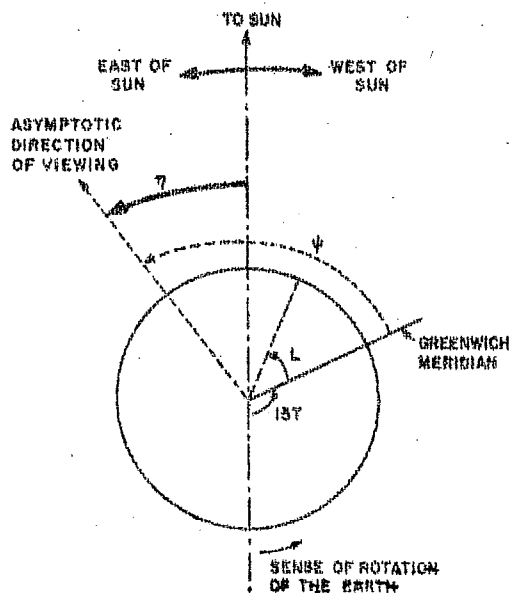 TO SUN
EAST OF
SUN
WEST OF
SUN
ASYMPTOTIC
DIRECTION
OF VIEWING
η
ψ
GREENWICH
MERIDIAN
L
15T
SENSE OF ROTATION
OF THE EARTH